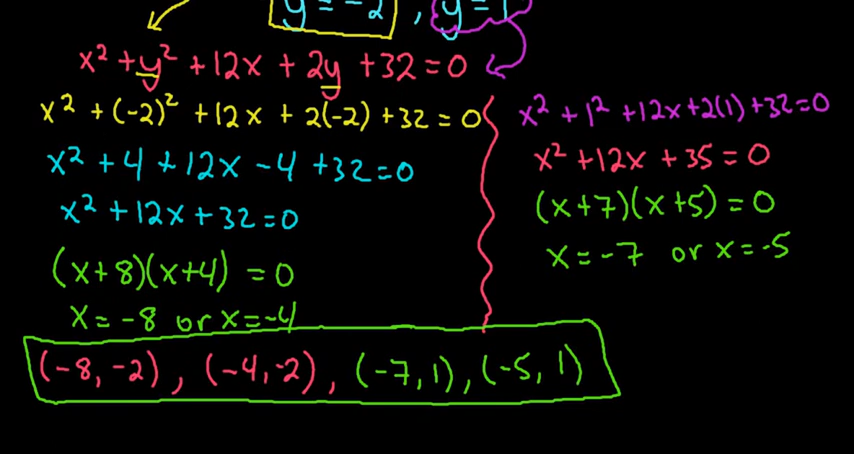 y = -2 , y = 1
x² + y² + 12x + 2y + 32 = 0
x² + (-2)² + 12x + 2(-2) + 32 = 0
x² + 4 + 12x - 4 + 32 = 0
x² + 12x + 32 = 0
(x+8)(x+4) = 0
x = -8 or x = -4
x² + 1² + 12x + 2(1) + 32 = 0
x² + 12x + 35 = 0
(x+7)(x+5) = 0
x = -7 or x = -5
(-8, -2) , (-4, -2) , (-7, 1) , (-5, 1)